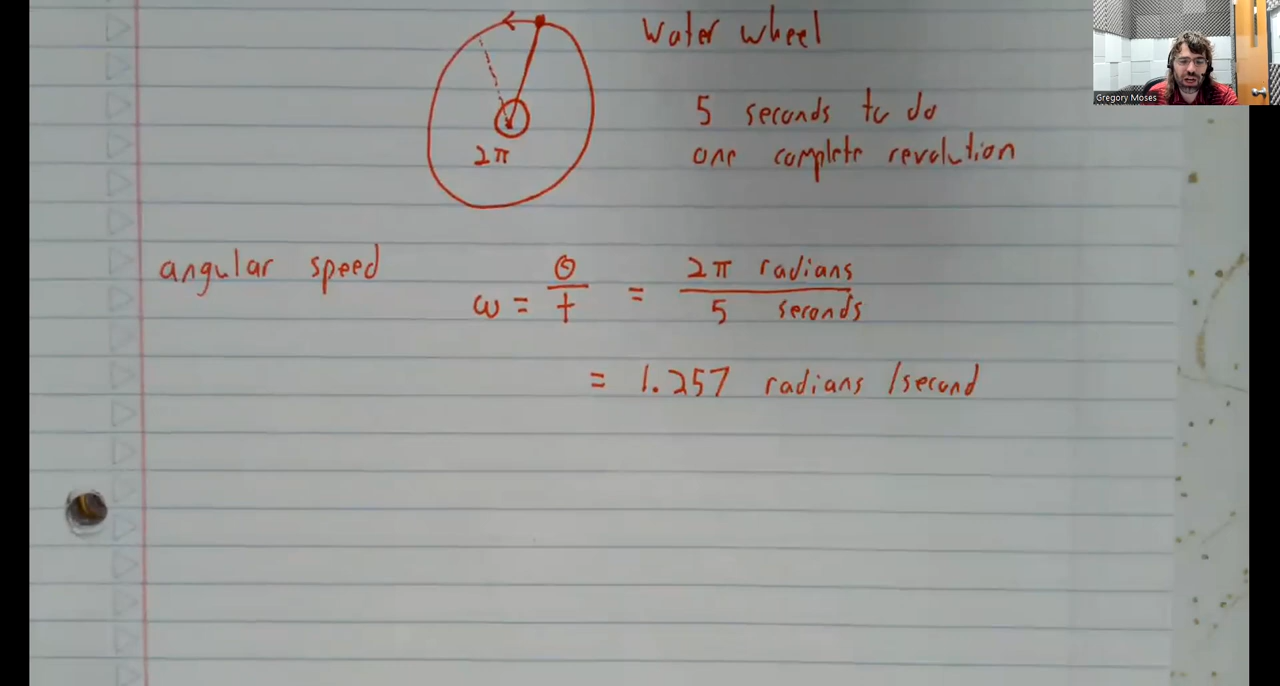 Water wheel
5 seconds to do
one complete revolution
2π
angular speed ω = θ/t = 2π radians / 5 seconds
= 1.257 radians /second
Gregory Moses